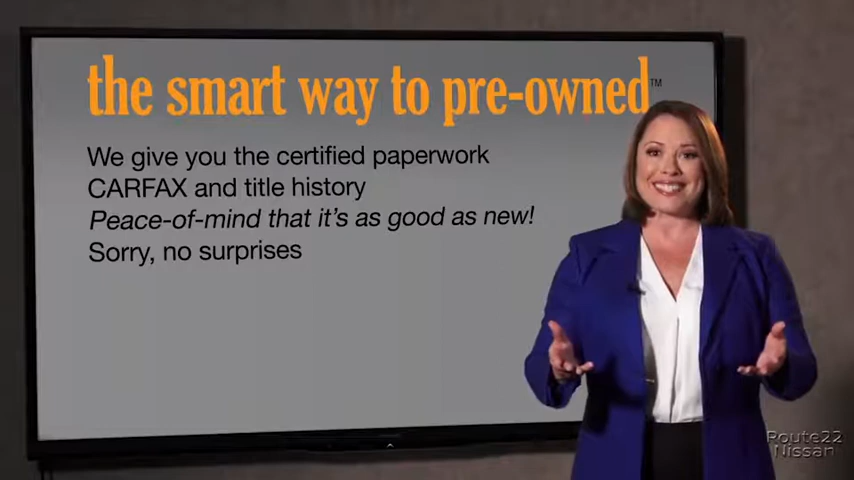 the smart way to pre-owned™
We give you the certified paperwork
CARFAX and title history
Peace-of-mind that it's as good as new!
Sorry, no surprises
Route22
Nissan